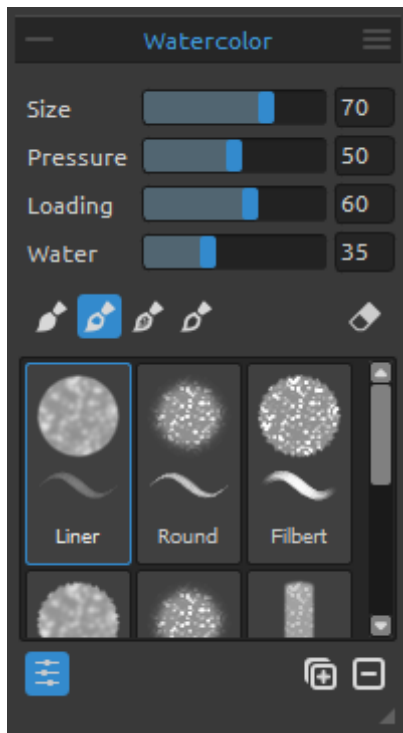 Watercolor
Size 70
Pressure 50
Loading 60
Water 35
Liner Round Filbert